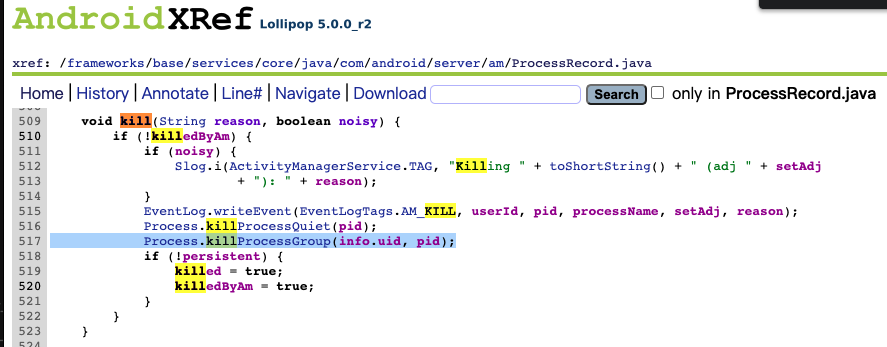 AndroidXRef Lollipop 5.0.0_r2
xref: /frameworks/base/services/core/java/com/android/server/am/ProcessRecord.java
Home | History | Annotate | Line# | Navigate | Download Search only in ProcessRecord.java
509 void kill(String reason, boolean noisy) {
510 if (!killedByAm) {
511 if (noisy) {
512 Slog.i(ActivityManagerService.TAG, "Killing " + toShortString() + " (adj " + setAdj
513 + "): " + reason);
514 }
515 EventLog.writeEvent(EventLogTags.AM_KILL, userId, pid, processName, setAdj, reason);
516 Process.killProcessQuiet(pid);
517 Process.killProcessGroup(info.uid, pid);
518 if (!persistent) {
519 killed = true;
520 killedByAm = true;
521 }
522 }
523 }